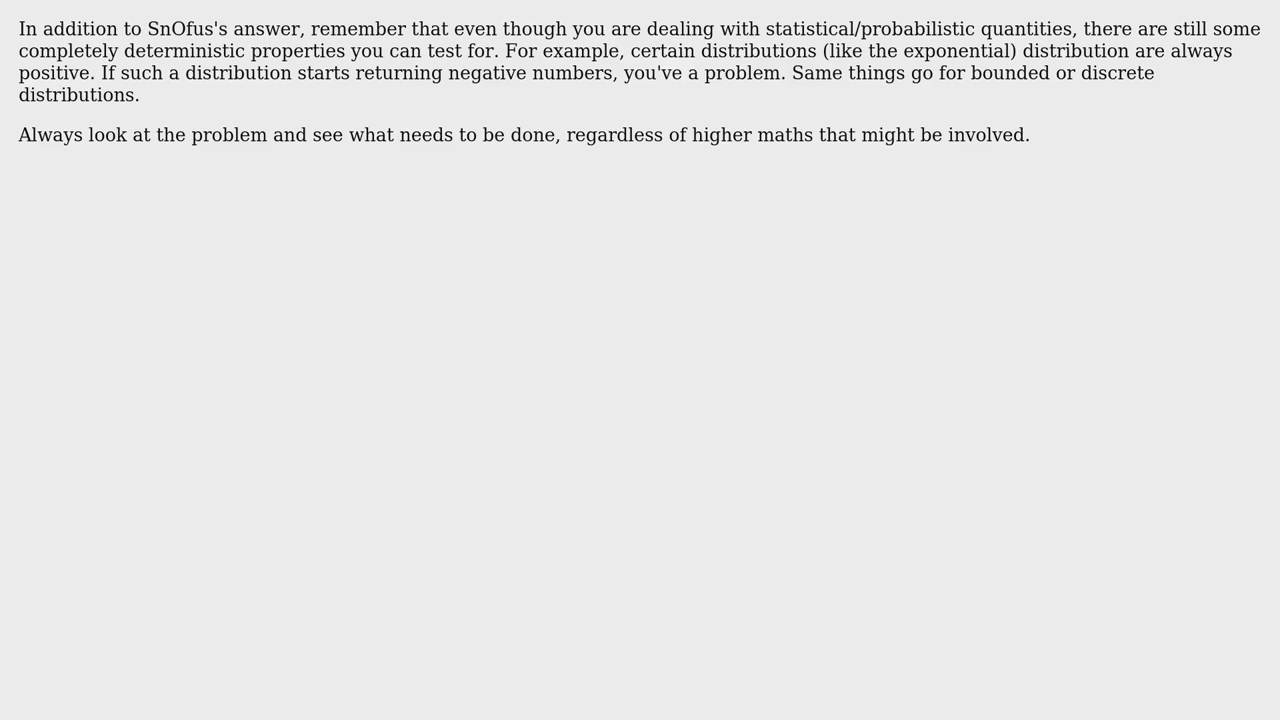 In addition to SnOfus's answer, remember that even though you are dealing with statistical/probabilistic quantities, there are still some
completely deterministic properties you can test for. For example, certain distributions (like the exponential) distribution are always
positive. If such a distribution starts returning negative numbers, you've a problem. Same things go for bounded or discrete
distributions.
Always look at the problem and see what needs to be done, regardless of higher maths that might be involved.